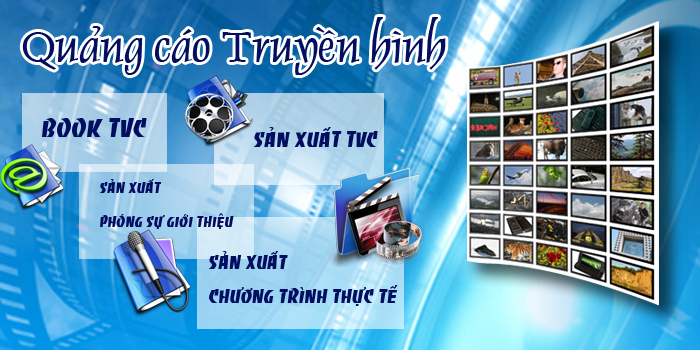 Quảng cáo Truyền hình
BOOK TVC
SẢN XUẤT TVC
SẢN XUẤT
PHÓNG SỰ GIỚI THIỆU
SẢN XUẤT
CHƯƠNG TRÌNH THỰC TẾ